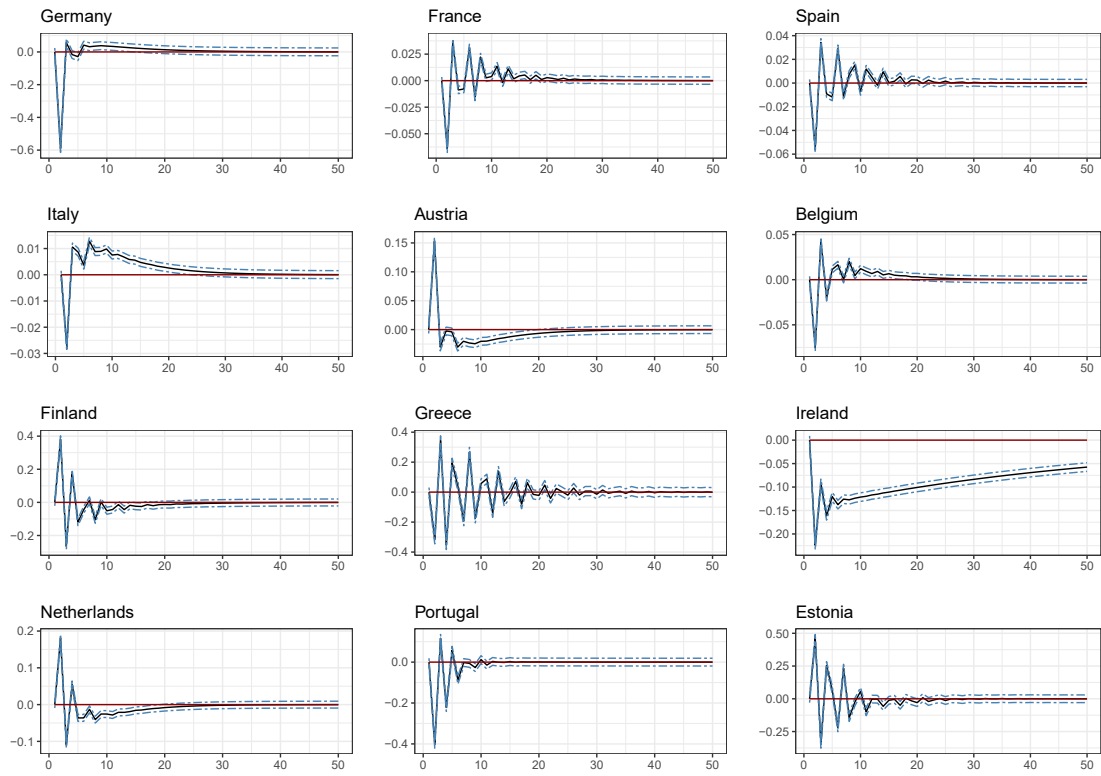 Germany
France
Spain
0.0
−0.2
−0.4
−0.6
0 10 20 30 40 50
0.025
0.000
−0.025
−0.050
0 10 20 30 40 50
0.04
0.02
0.00
−0.02
−0.04
−0.06
0 10 20 30 40 50
Italy
Austria
Belgium
0.01
0.00
−0.01
−0.02
−0.03
0 10 20 30 40 50
0.15
0.10
0.05
0.00
0 10 20 30 40 50
0.05
0.00
−0.05
0 10 20 30 40 50
Finland
Greece
Ireland
0.4
0.2
0.0
−0.2
0 10 20 30 40 50
0.4
0.2
0.0
−0.2
−0.4
0 10 20 30 40 50
0.00
−0.05
−0.10
−0.15
−0.20
0 10 20 30 40 50
Netherlands
Portugal
Estonia
0.2
0.1
0.0
−0.1
0 10 20 30 40 50
0.0
−0.2
−0.4
0 10 20 30 40 50
0.50
0.25
0.00
−0.25
0 10 20 30 40 50